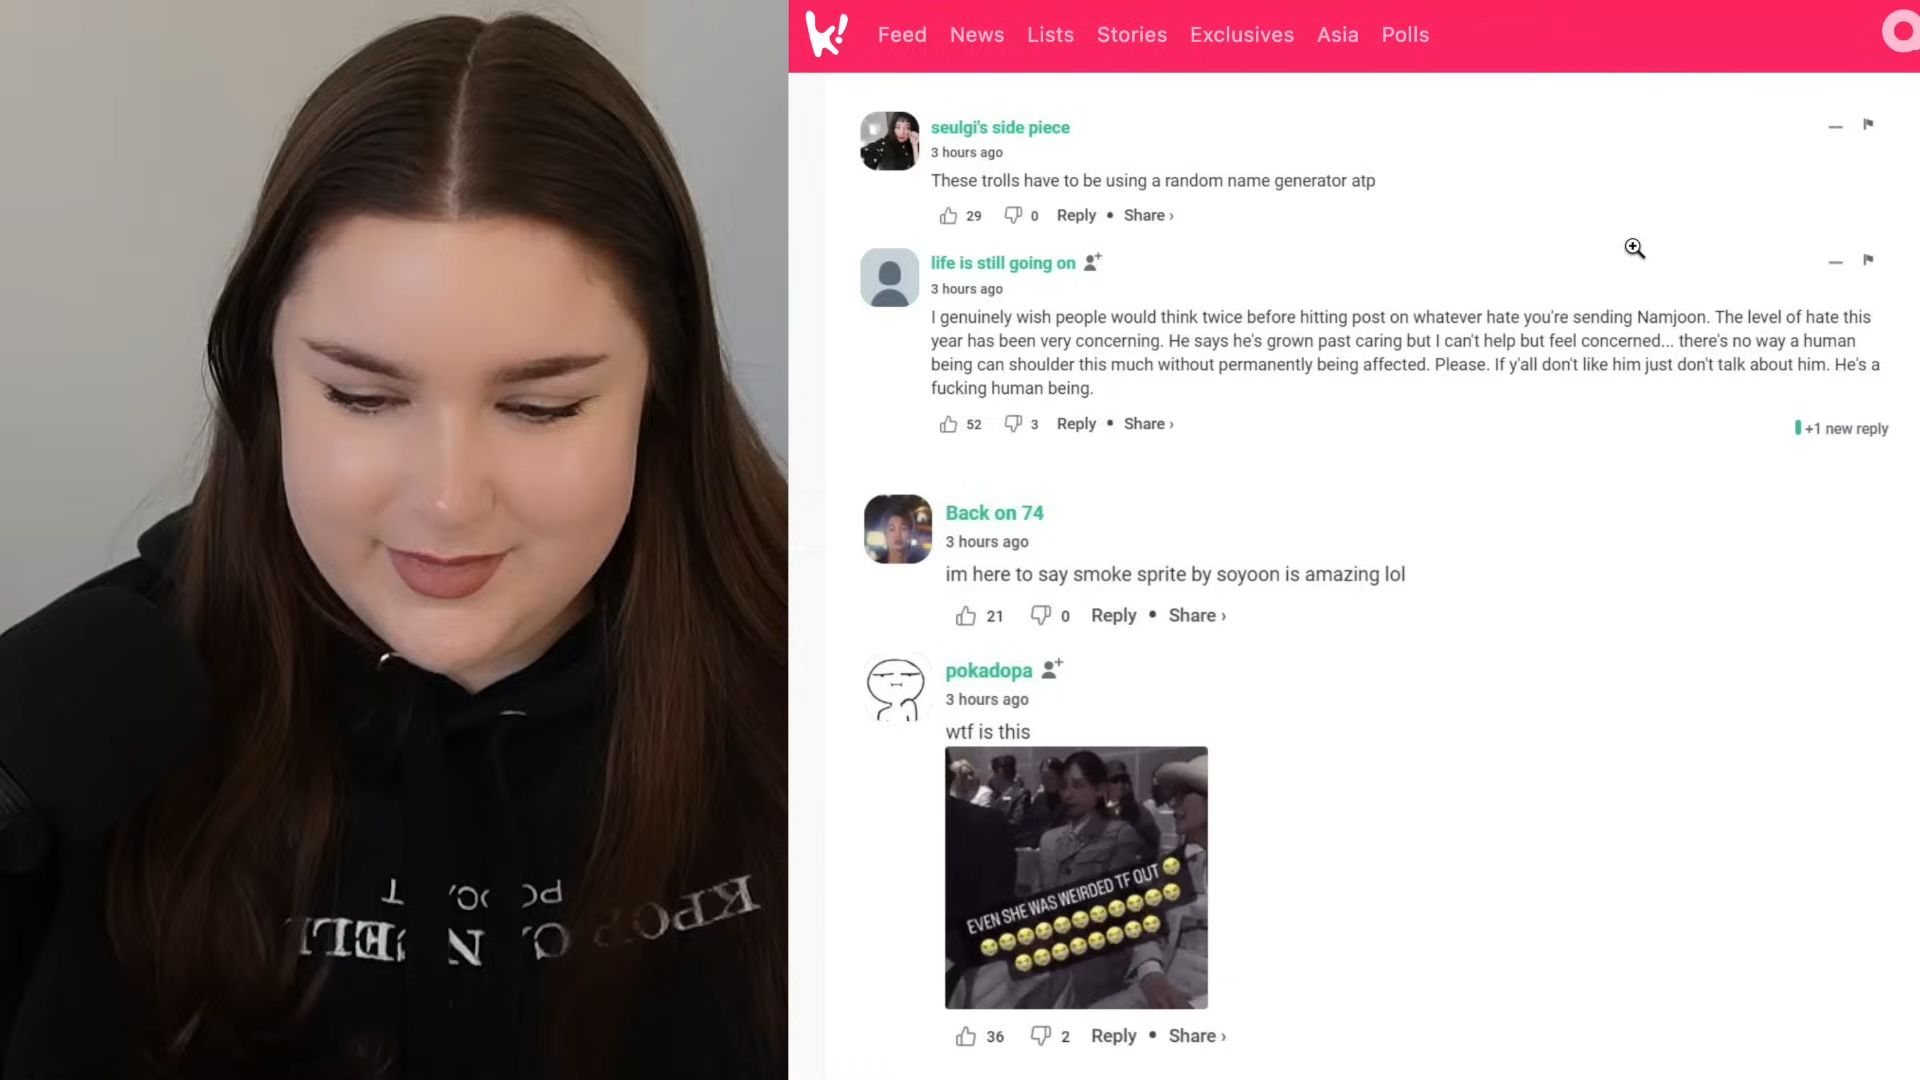 k!
Feed News Lists Stories Exclusives Asia Polls
seulgi's side piece
3 hours ago
These trolls have to be using a random name generator atp
29 0 Reply • Share ›
life is still going on
3 hours ago
I genuinely wish people would think twice before hitting post on whatever hate you're sending Namjoon. The level of hate this
year has been very concerning. He says he's grown past caring but I can't help but feel concerned... there's no way a human
being can shoulder this much without permanently being affected. Please. If y'all don't like him just don't talk about him. He's a
fucking human being.
52 3 Reply • Share ›
+1 new reply
Back on 74
3 hours ago
im here to say smoke sprite by soyoon is amazing lol
21 0 Reply • Share ›
pokadopa
3 hours ago
wtf is this
EVEN SHE WAS WEIRDED TF OUT 😭
😭😭😭😭😭😭😭😭😭😭😭
😭😭😭😭😭😭😭😭
36 2 Reply • Share ›